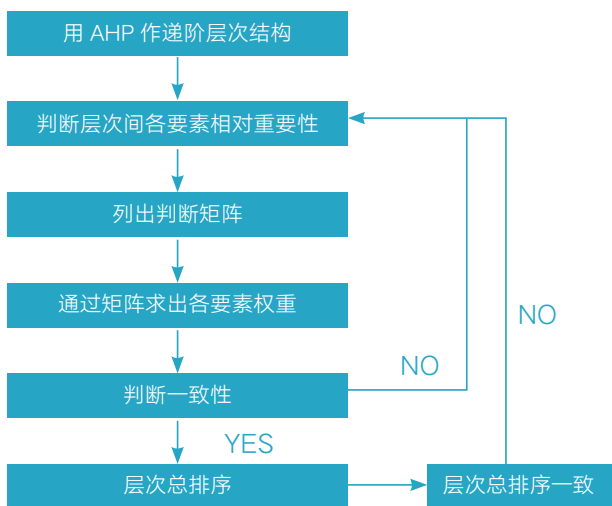 用 AHP 作递阶层次结构
判断层次间各要素相对重要性
列出判断矩阵
通过矩阵求出各要素权重
NO
NO
判断一致性
YES
层次总排序
层次总排序一致